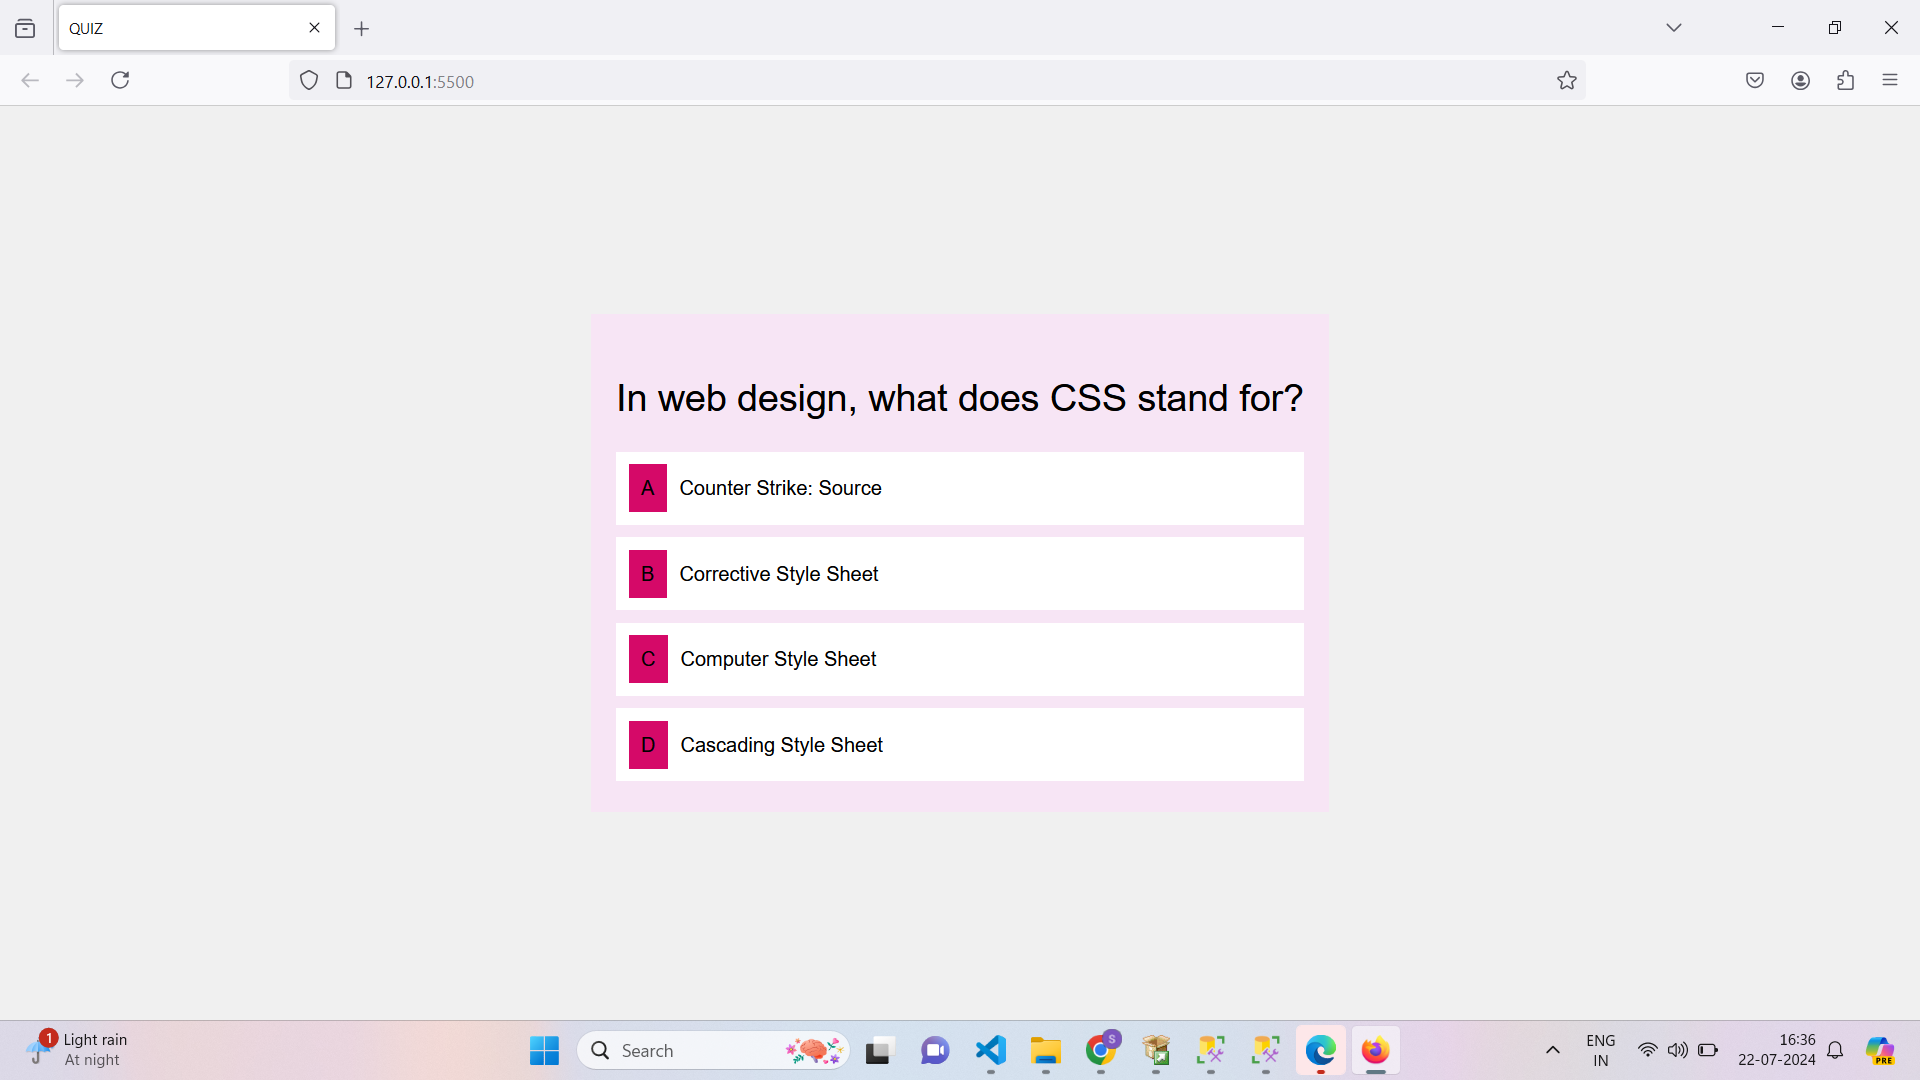 QUIZ
127.0.0.1:5500
In web design, what does CSS stand for?
A Counter Strike: Source
B Corrective Style Sheet
C Computer Style Sheet
D Cascading Style Sheet
1 Light rain
At night
Search
S
ENG
IN
16:36
22-07-2024
PRE